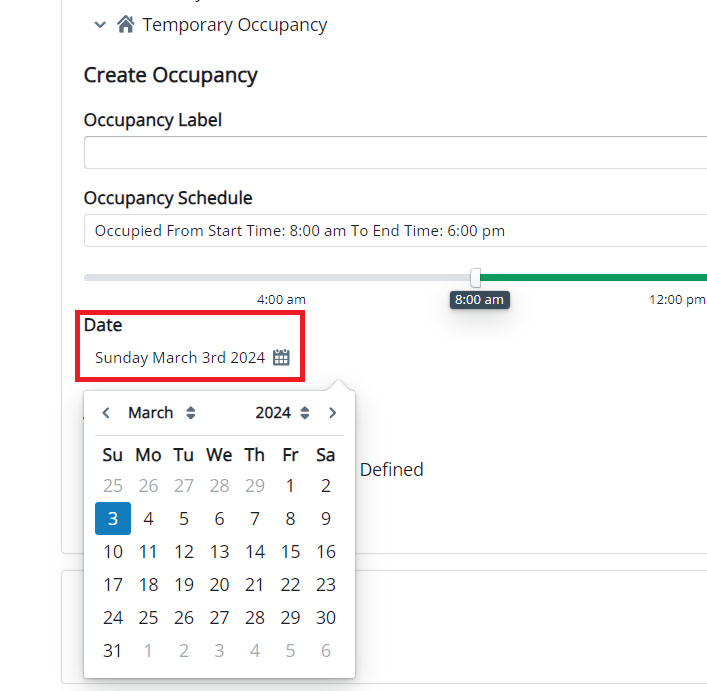 Temporary Occupancy
Create Occupancy
Occupancy Label
Occupancy Schedule
Occupied From Start Time: 8:00 am To End Time: 6:00 pm
4:00 am 8:00 am 12:00 pm
Date
Sunday March 3rd 2024
March 2024
Su Mo Tu We Th Fr Sa
25 26 27 28 29 1 2
3 4 5 6 7 8 9
Defined
10 11 12 13 14 15 16
17 18 19 20 21 22 23
24 25 26 27 28 29 30
31 1 2 3 4 5 6